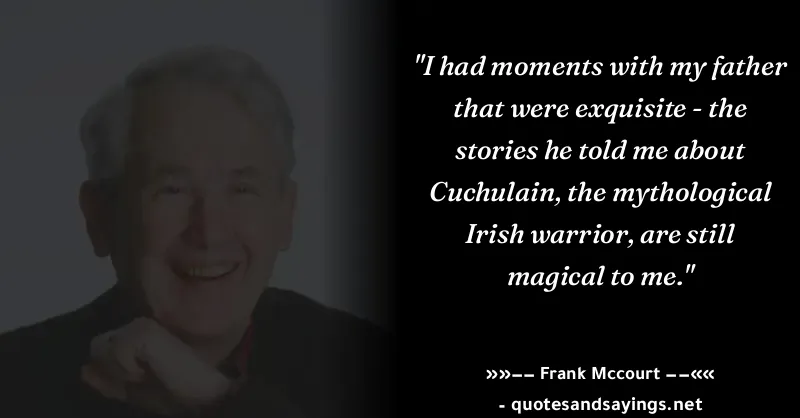 "I had moments with my father
that were exquisite - the
stories he told me about
Cuchulain, the mythological
Irish warrior, are still
magical to me."
»»−− Frank Mccourt −−««
- quotesandsayings.net